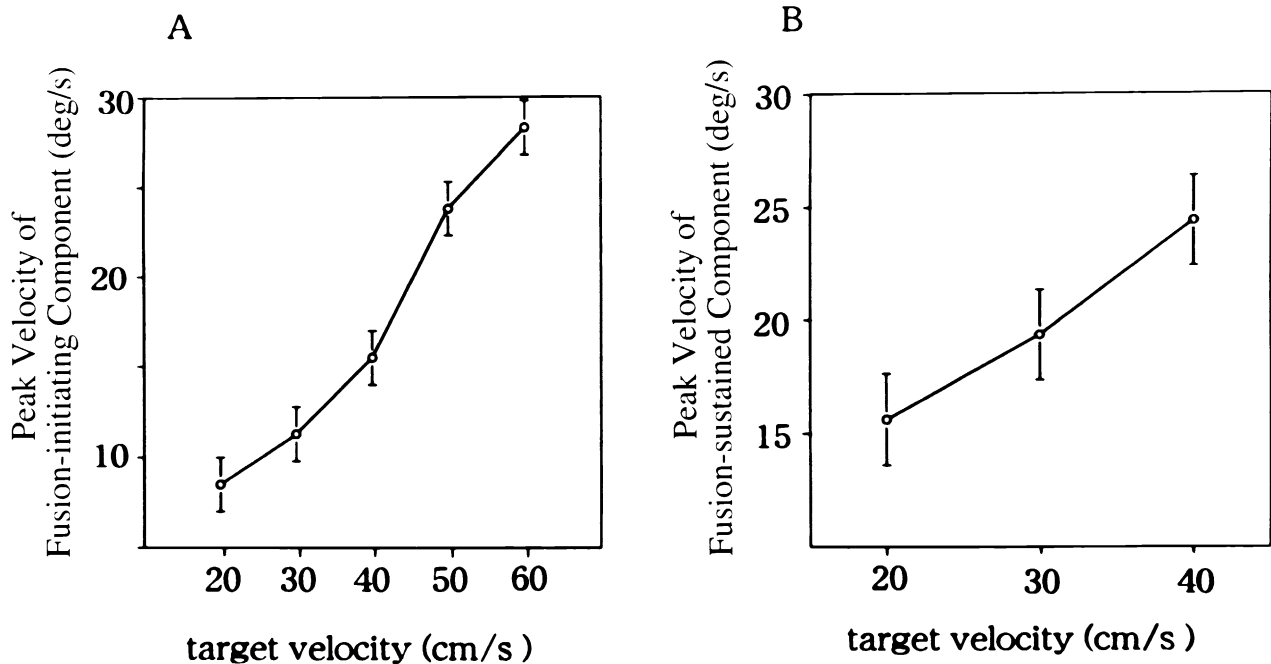 A
Peak Velocity of
Fusion-initiating Component (deg/s)
30
20
10
20 30 40 50 60
target velocity (cm/s)
B
Peak Velocity of
Fusion-sustained Component (deg/s)
30
25
20
15
20 30 40
target velocity (cm/s)